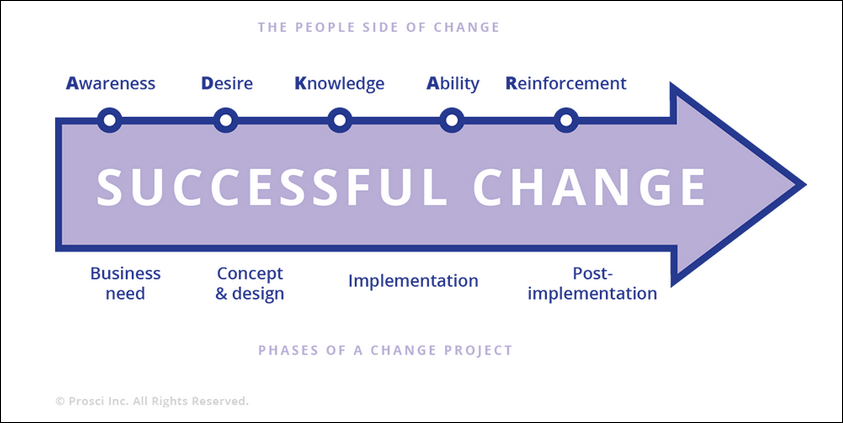 THE PEOPLE SIDE OF CHANGE
Awareness Desire Knowledge Ability Reinforcement
SUCCESSFUL CHANGE
Business need
Concept & design
Implementation
Post-implementation
PHASES OF A CHANGE PROJECT
© Prosci Inc. All Rights Reserved.